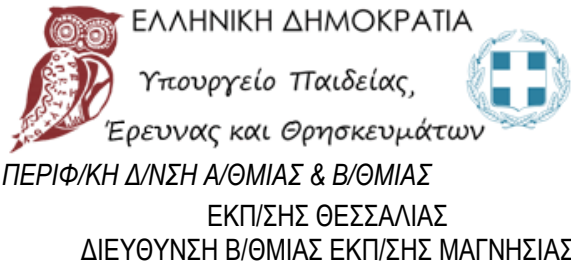 ΕΛΛΗΝΙΚΗ ΔΗΜΟΚΡΑΤΙΑ
Υπουργείο Παιδείας,
Έρευνας και Θρησκευμάτων
ΠΕΡΙΦ/ΚΗ Δ/ΝΣΗ Α/ΘΜΙΑΣ & Β/ΘΜΙΑΣ
ΕΚΠ/ΣΗΣ ΘΕΣΣΑΛΙΑΣ
ΔΙΕΥΘΥΝΣΗ Β/ΘΜΙΑΣ ΕΚΠ/ΣΗΣ ΜΑΓΝΗΣΙΑΣ